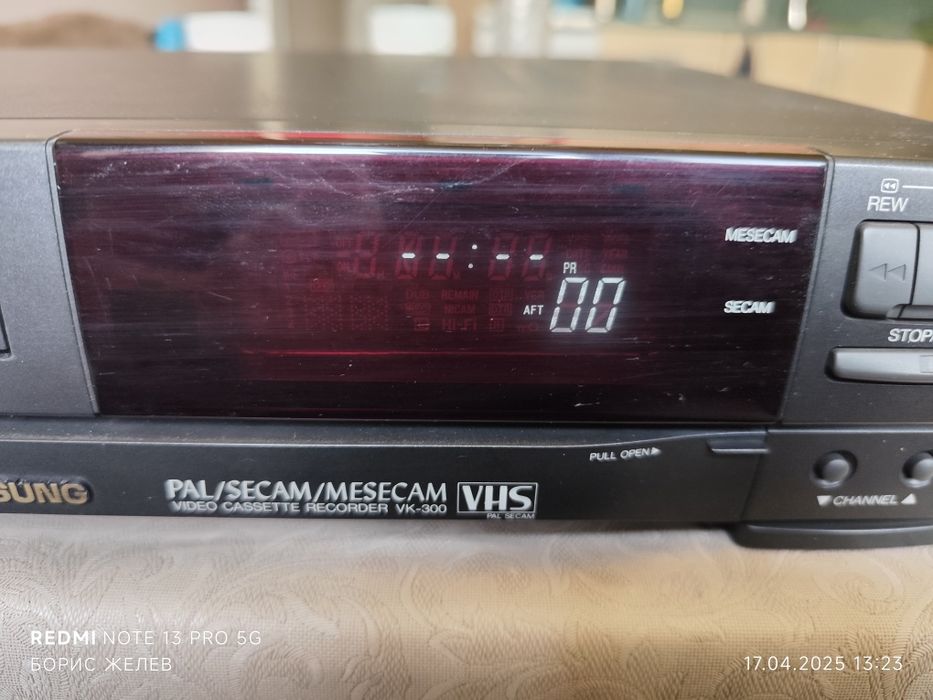 REW
MESECAM
- - : - -
PR
AFT 00
SECAM
STOP/
PULL OPEN
SUNG
PAL/SECAM/MESECAM
VIDEO CASSETTE RECORDER VK-300
VHS
PAL SECAM
▼ CHANNEL ▲
REDMI NOTE 13 PRO 5G
БОРИС ЖЕЛЕВ
17.04.2025 13:23